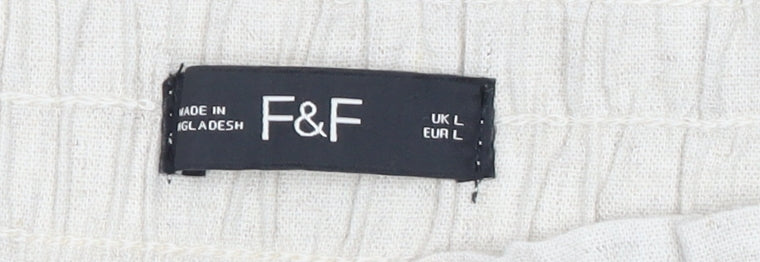 MADE IN
NGLADESH
F&F
UK L
EUR L